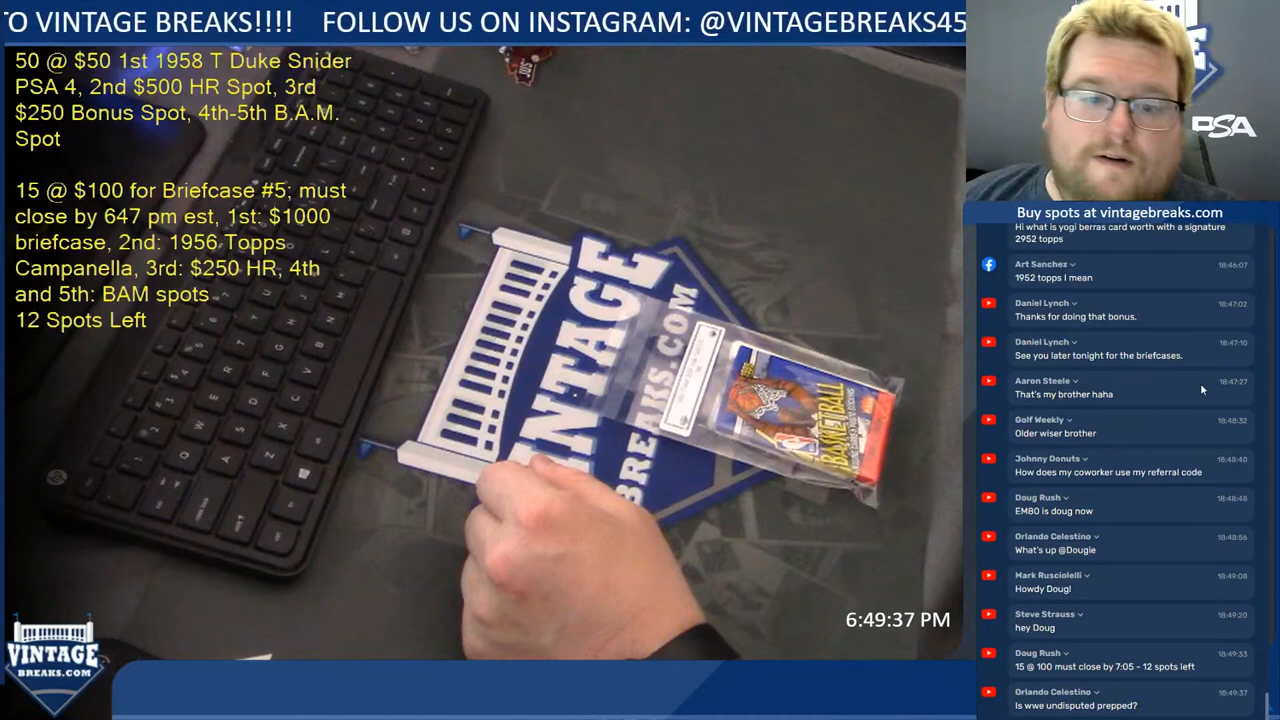 TO VINTAGE BREAKS!!!!    FOLLOW US ON INSTAGRAM: @VINTAGEBREAKS45
50 @ $50 1st 1958 T Duke Snider
PSA 4, 2nd $500 HR Spot, 3rd
$250 Bonus Spot, 4th-5th B.A.M.
Spot
15 @ $100 for Briefcase #5; must
close by 647 pm est, 1st: $1000
briefcase, 2nd: 1956 Topps
Campanella, 3rd: $250 HR, 4th
and 5th: BAM spots
12 Spots Left
VINTAGE
BREAKS.COM
BASKETBALL
6:49:37 PM
VINTAGE
BREAKS.COM
PSA
Buy spots at vintagebreaks.com
Hi what is yogi berras card worth with a signature
2952 topps
Art Sanchez 18:46:07
1952 topps I mean
Daniel Lynch 18:47:02
Thanks for doing that bonus.
Daniel Lynch 18:47:10
See you later tonight for the briefcases.
Aaron Steele 18:47:27
That's my brother haha
Golf Weekly 18:48:32
Older wiser brother
Johnny Donuts 18:48:40
How does my coworker use my referral code
Doug Rush 18:48:48
EM80 is doug now
Orlando Celestino 18:48:56
What's up @Dougie
Mark Rusciolelli 18:49:08
Howdy Doug!
Steve Strauss 18:49:20
hey Doug
Doug Rush 18:49:33
15 @ 100 must close by 7:05 - 12 spots left
Orlando Celestino 18:49:37
Is wwe undisputed prepped?